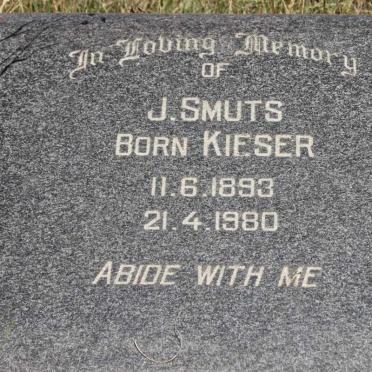 In Loving Memory
OF
J. SMUTS
BORN KIESER
11.6.1893
21.4.1980
ABIDE WITH ME